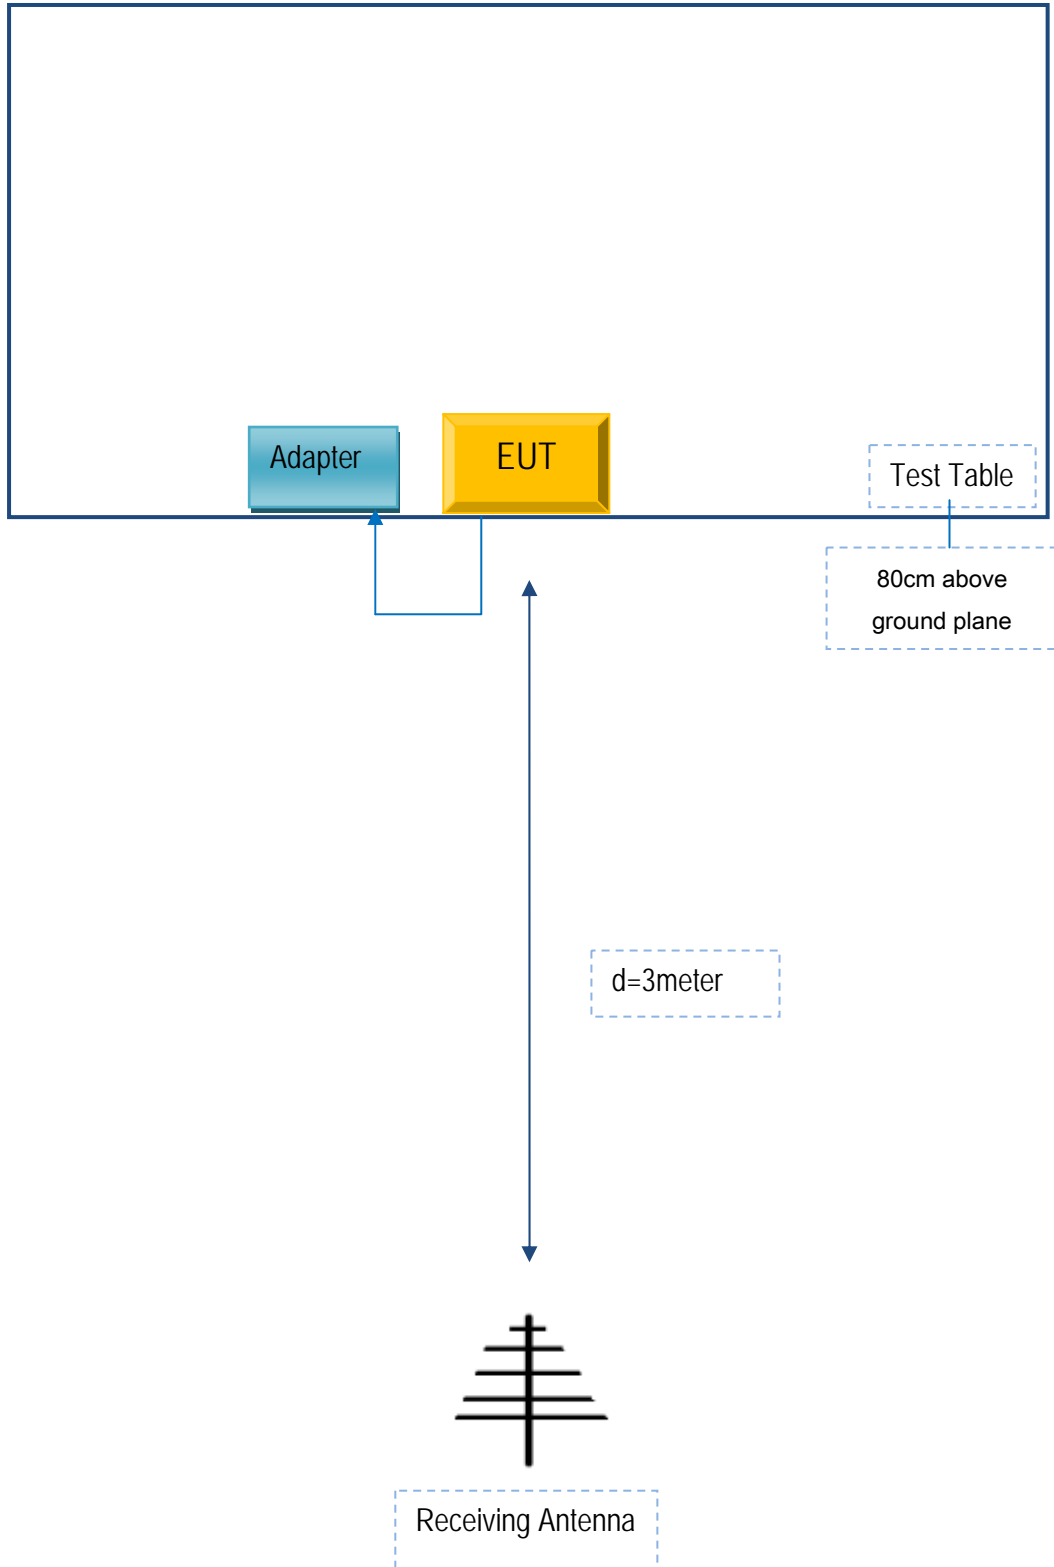 Adapter
EUT
Test Table
80cm above
ground plane
d=3meter
Receiving Antenna